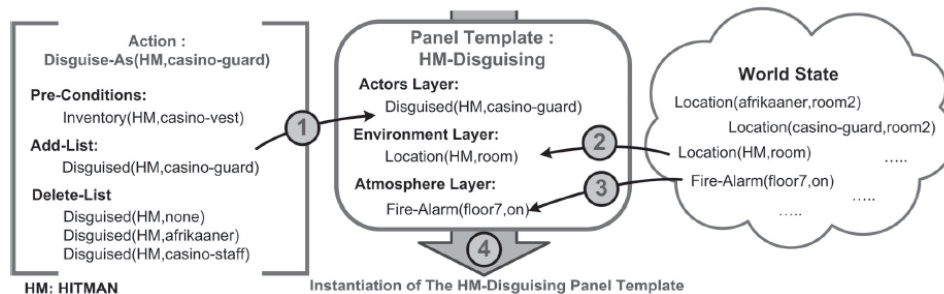 Action :
Disguise-As(HM,casino-guard)
Pre-Conditions:
Inventory(HM,casino-vest)
Add-List:
Disguised(HM,casino-guard)
Delete-List
Disguised(HM,none)
Disguised(HM,afrikaaner)
Disguised(HM,casino-staff)
HM: HITMAN
1
Panel Template :
HM-Disguising
Actors Layer:
Disguised(HM,casino-guard)
Environment Layer:
Location(HM,room)
Atmosphere Layer:
Fire-Alarm(floor7,on)
2
3
4
Instantiation of The HM-Disguising Panel Template
World State
Location(afrikaaner,room2)
Location(casino-guard,room2)
Location(HM,room)
.....
Fire-Alarm(floor7,on)
.....
.....